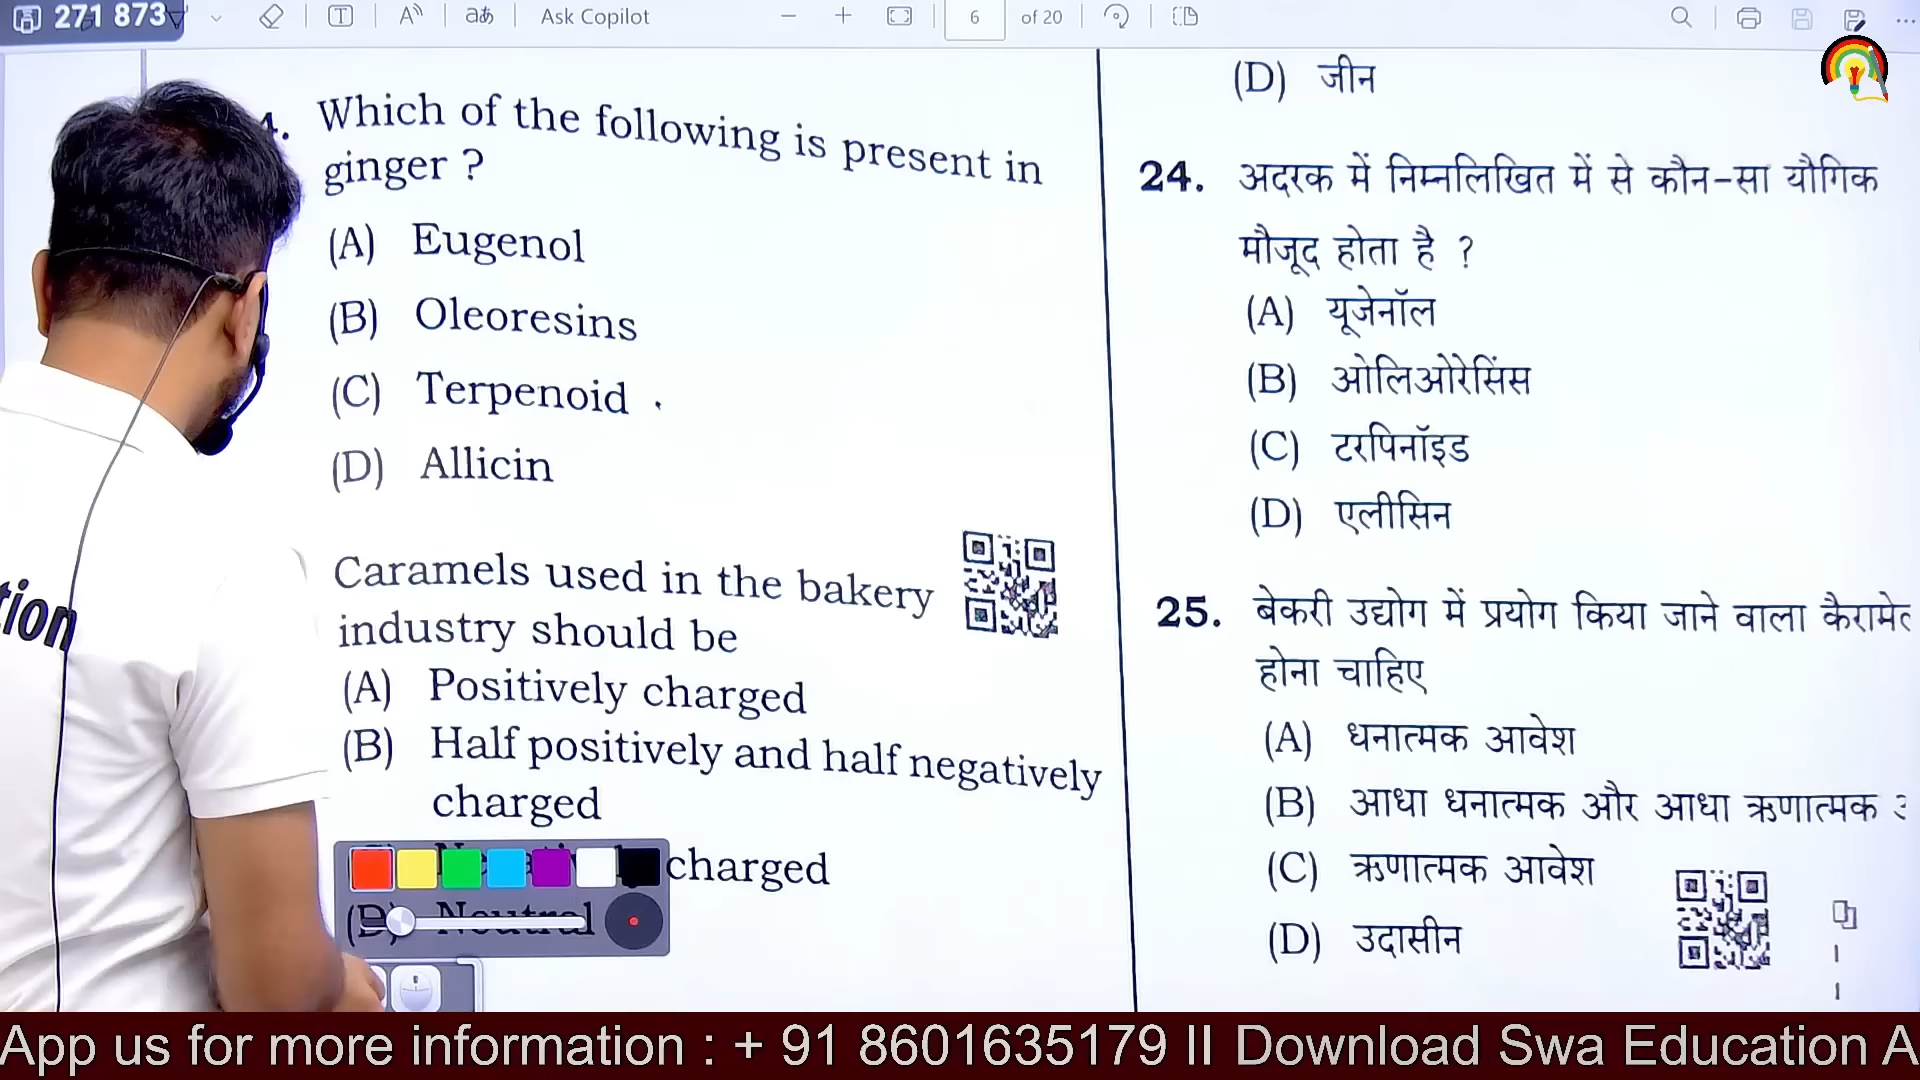 271 873
Ask Copilot
6 of 20
Which of the following is present in
ginger ?
(A) Eugenol
(B) Oleoresins
(C) Terpenoid
(D) Allicin
Caramels used in the bakery
industry should be
(A) Positively charged
(B) Half positively and half negatively
charged
charged
(D) Neutral
(D) जीन
24. अदरक में निम्नलिखित में से कौन-सा यौगिक
मौजूद होता है ?
(A) यूजेनॉल
(B) ओलिओरेसिंस
(C) टरपिनॉइड
(D) एलीसिन
25. बेकरी उद्योग में प्रयोग किया जाने वाला
होना चाहिए
(A) धनात्मक आवेश
(B) आधा धनात्मक और आधा ऋणात्मक
(C) ऋणात्मक आवेश
(D) उदासीन
tion
App us for more information : + 91 8601635179 II Download Swa Education A